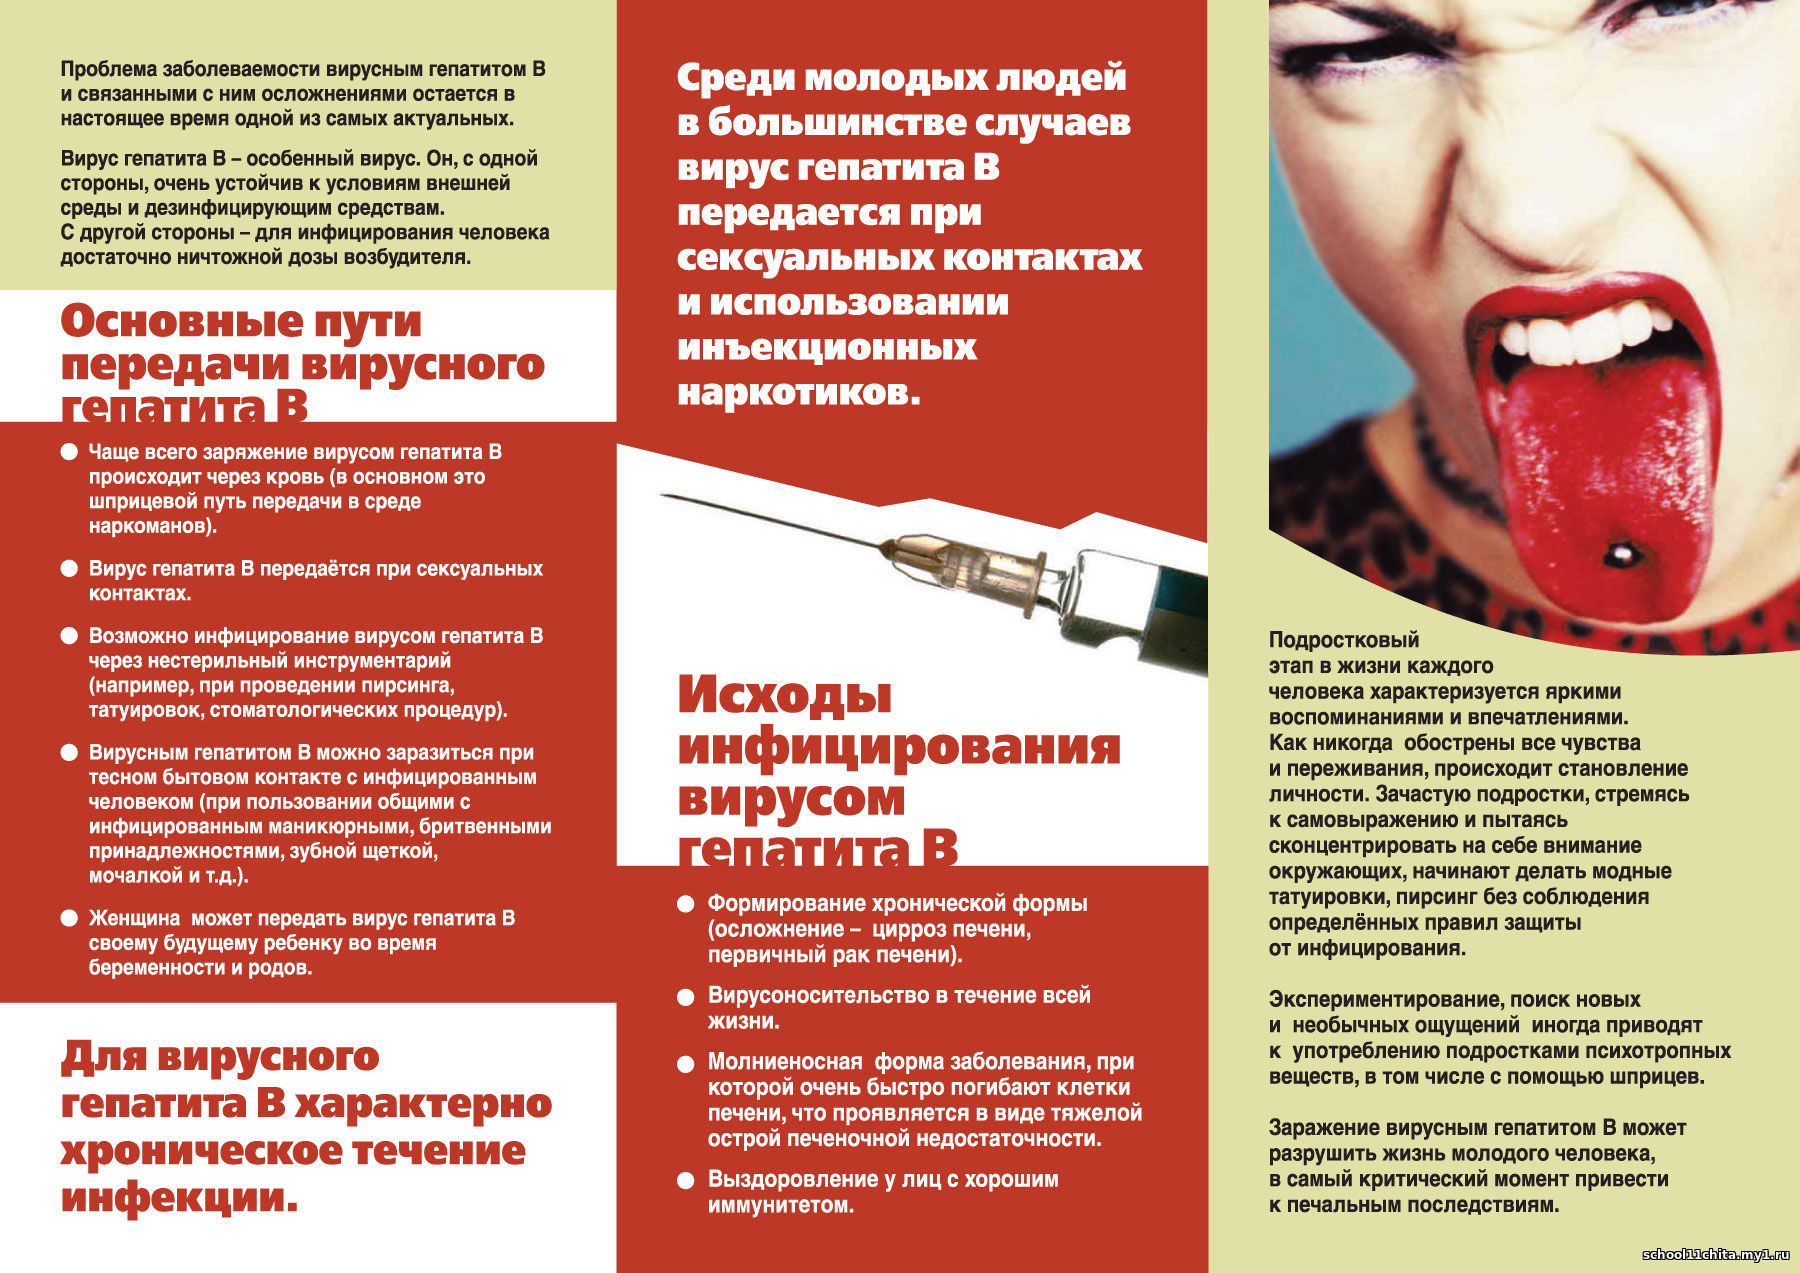 Проблема заболеваемости вирусным гепатитом В
и связанными с ним осложнениями остается в
настоящее время одной из самых актуальных.
Вирус гепатита В – особенный вирус. Он, с одной
стороны, очень устойчив к условиям внешней
среды и дезинфицирующим средствам.
С другой стороны – для инфицирования человека
достаточно ничтожной дозы возбудителя.
Основные пути
передачи вирусного
гепатита В
Чаще всего заряжение вирусом гепатита В
происходит через кровь (в основном это
шприцевой путь передачи в среде
наркоманов).
Вирус гепатита В передаётся при сексуальных
контактах.
Возможно инфицирование вирусом гепатита В
через нестерильный инструментарий
(например, при проведении пирсинга,
татуировок, стоматологических процедур).
Вирусным гепатитом В можно заразиться при
тесном бытовом контакте с инфицированным
человеком (при пользовании общими с
инфицированным маникюрными, бритвенными
принадлежностями, зубной щеткой,
мочалкой и т.д.).
Женщина может передать вирус гепатита В
своему будущему ребенку во время
беременности и родов.
Для вирусного
гепатита В характерно
хроническое течение
инфекции.
Среди молодых людей
в большинстве случаев
вирус гепатита В
передается при
сексуальных контактах
и использовании
инъекционных
наркотиков.
Исходы
инфицирования
вирусом
гепатита В
Формирование хронической формы
(осложнение – цирроз печени,
первичный рак печени).
Вирусоносительство в течение всей
жизни.
Молниеносная форма заболевания, при
которой очень быстро погибают клетки
печени, что проявляется в виде тяжелой
острой печеночной недостаточности.
Выздоровление у лиц с хорошим
иммунитетом.
Подростковый
этап в жизни каждого
человека характеризуется яркими
воспоминаниями и впечатлениями.
Как никогда обострены все чувства
и переживания, происходит становление
личности. Зачастую подростки, стремясь
к самовыражению и пытаясь
сконцентрировать на себе внимание
окружающих, начинают делать модные
татуировки, пирсинг без соблюдения
определённых правил защиты
от инфицирования.
Экспериментирование, поиск новых
и необычных ощущений иногда приводят
к употреблению подростками психотропных
веществ, в том числе с помощью шприцев.
Заражение вирусным гепатитом В может
разрушить жизнь молодого человека,
в самый критический момент привести
к печальным последствиям.
school11chita.my1.ru